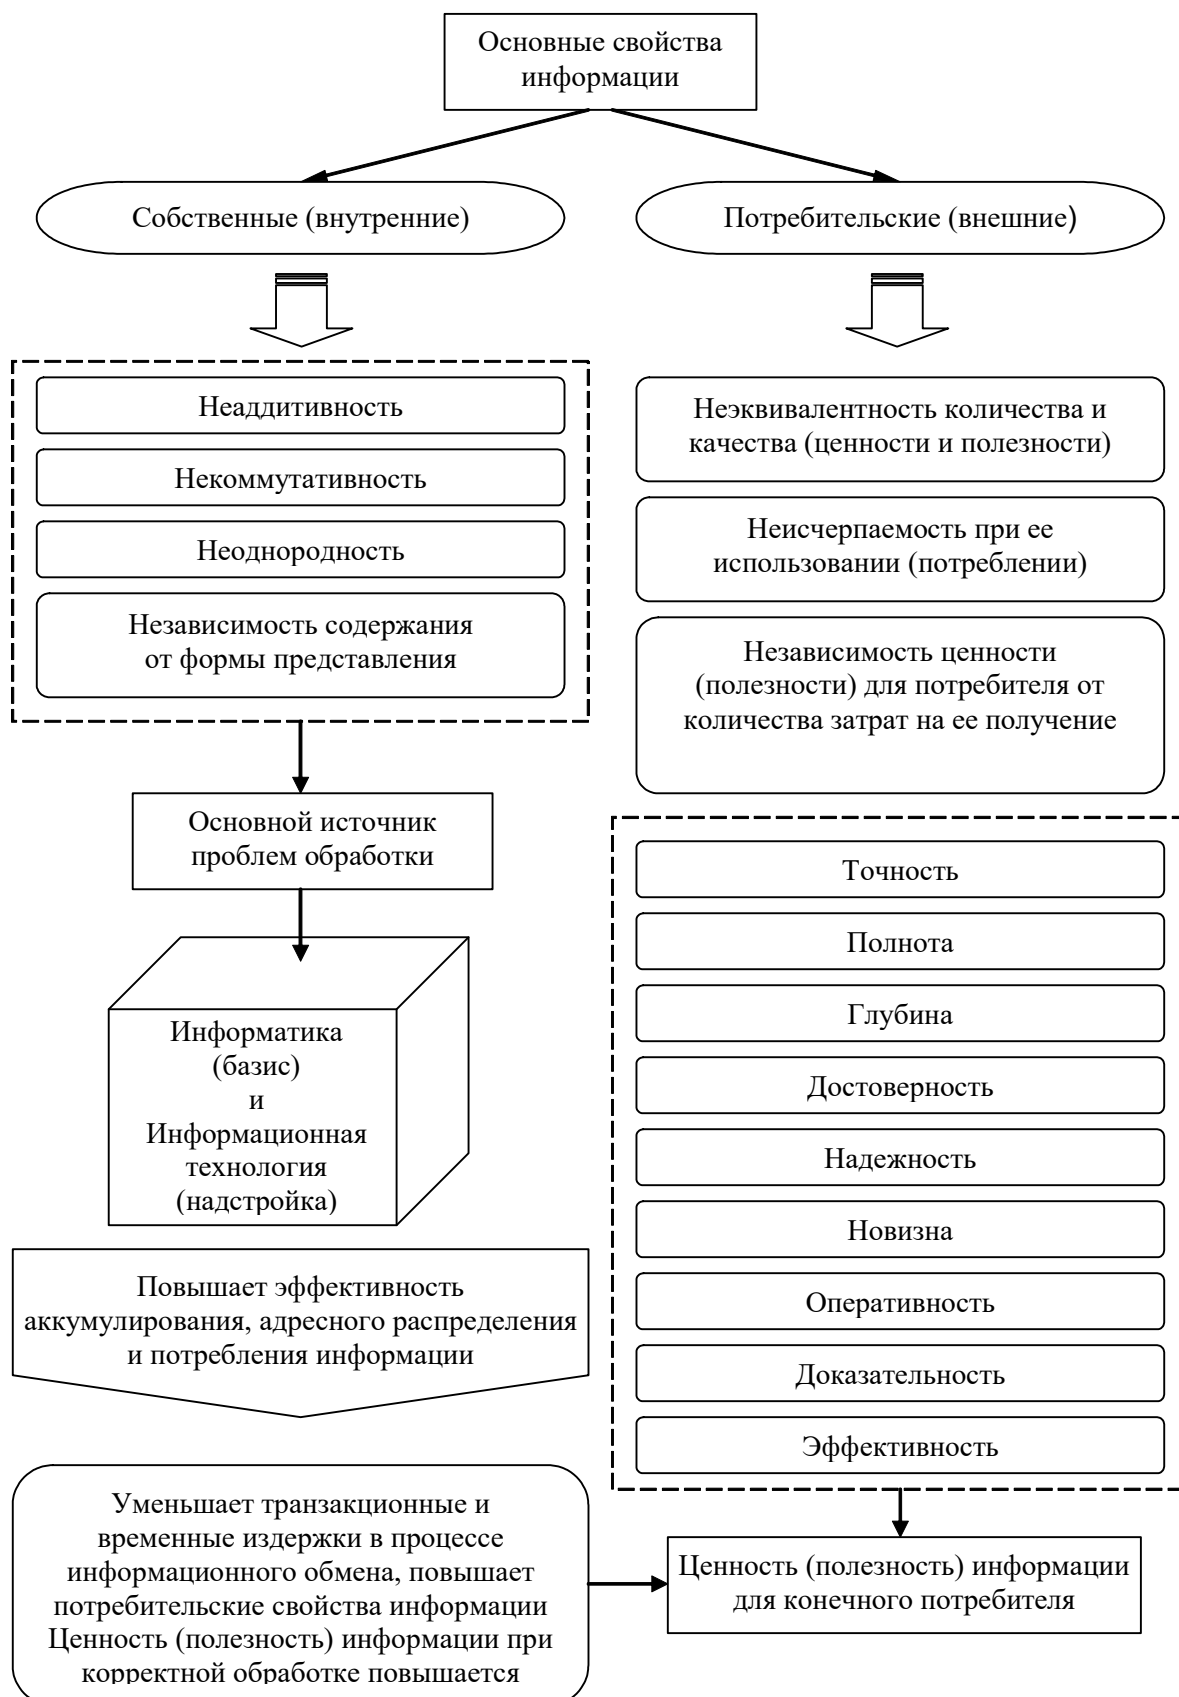 Основные свойства
информации
Собственные (внутренние)
Потребительские (внешние)
Неаддитивность
Некоммутативность
Неоднородность
Независимость содержания
от формы представления
Основной источник
проблем обработки
Информатика
(базис)
и
Информационная
технология
(надстройка)
Повышает эффективность
аккумулирования, адресного распределения
и потребления информации
Уменьшает транзакционные и
временные издержки в процессе
информационного обмена, повышает
потребительские свойства информации
Ценность (полезность) информации при
корректной обработке повышается
Неэквивалентность количества и
качества (ценности и полезности)
Неисчерпаемость при ее
использовании (потреблении)
Независимость ценности
(полезности) для потребителя от
количества затрат на ее получение
Точность
Полнота
Глубина
Достоверность
Надежность
Новизна
Оперативность
Доказательность
Эффективность
Ценность (полезность) информации
для конечного потребителя